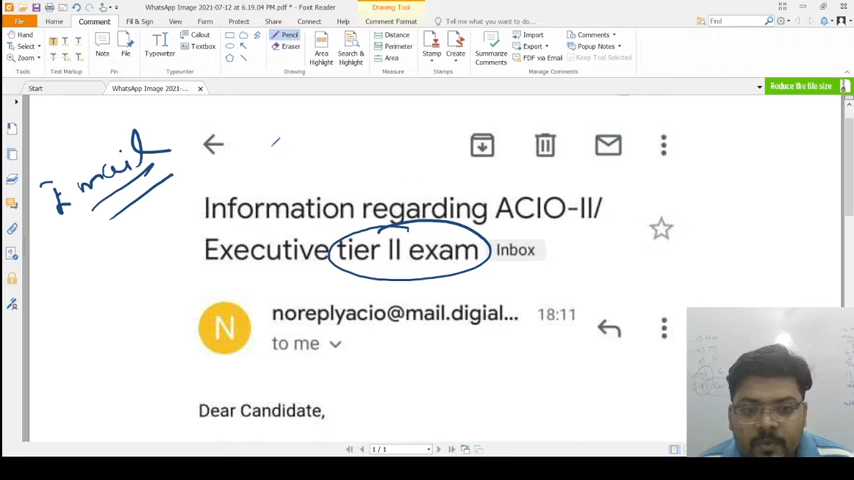 WhatsApp Image 2021-07-12 at 6.19.04 PM.pdf * - Foxit Reader
Drawing Tool
File
Home
Comment
Fill & Sign
View
Form
Protect
Share
Connect
Help
Comment Format
Tell me what you want to do
Find
Hand
Select
Zoom
Tools
Text Markup
Note
File
Pin
Typewriter
Callout
Textbox
Typewriter
Pencil
Eraser
Drawing
Area Highlight
Search & Highlight
Distance
Perimeter
Area
Measure
Stamp
Create
Stamps
Summarize Comments
Import
Export
PDF via Email
Comments
Popup Notes
Keep Tool Selected
Manage Comments
Start
WhatsApp Image 2021-...
Reduce the file size
Email
Information regarding ACIO-II/
Executive tier II exam
Inbox
N
noreplyacio@mail.digial...
18:11
to me
Dear Candidate,
1 / 1